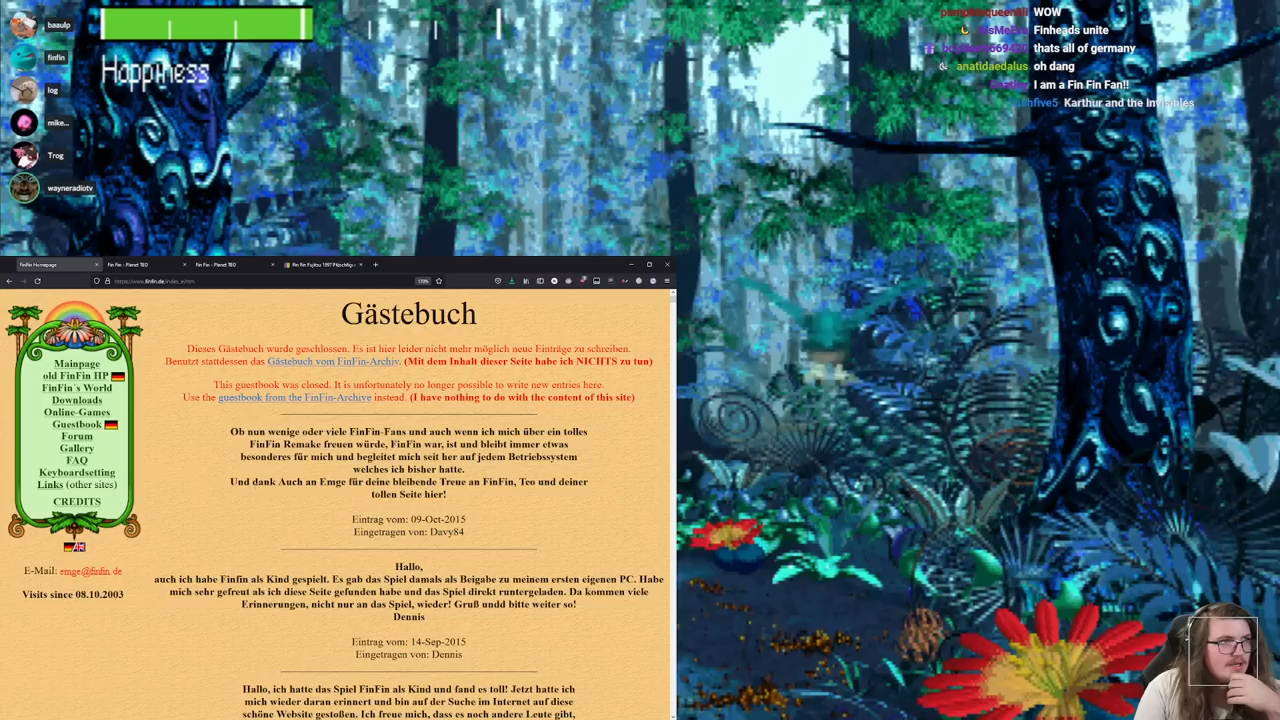 baaulp
finfin
log
mike...
Trog
wayneradiotv
Happiness
WOW
Finheads unite
thats all of germany
anatidaedalus oh dang
I am a Fin Fin Fan!!
Karthur and the Invisibles
FinFin Homepage
Fin Fin - Planet TEO
Fin Fin - Planet TEO
Gästebuch
Dieses Gästebuch wurde geschlossen. Es ist hier leider nicht mehr möglich neue Einträge zu schreiben.
Benutzt stattdessen das Gästebuch vom FinFin-Archiv. (Mit dem Inhalt dieser Seite habe ich NICHTS zu tun)
This guestbook was closed. It is unfortunately no longer possible to write new entries here.
Use the guestbook from the FinFin-Archive instead. (I have nothing to do with the content of this site)
Mainpage
old FinFin HP
FinFin´s World
Downloads
Online-Games
Guestbook
Forum
Gallery
FAQ
Keyboardsetting
Links (other sites)
CREDITS
E-Mail: emge@finfin.de
Visits since 08.10.2003
Ob nun wenige oder viele FinFin-Fans und auch wenn ich mich über ein tolles
FinFin Remake freuen würde, FinFin war, ist und bleibt immer etwas
besonderes für mich und begleitet mich seit her auf jedem Betriebssystem
welches ich bisher hatte.
Und dank Auch an Emge für deine bleibende Treue an FinFin, Teo und deiner
tollen Seite hier!
Eintrag vom: 09-Oct-2015
Eingetragen von: Davy84
Hallo,
auch ich habe Finfin als Kind gespielt. Es gab das Spiel damals als Beigabe zu meinem ersten eigenen PC. Habe
mich sehr gefreut als ich diese Seite gefunden habe und das Spiel direkt runtergeladen. Da kommen viele
Erinnerungen, nicht nur an das Spiel, wieder! Gruß undd bitte weiter so!
Dennis
Eintrag vom: 14-Sep-2015
Eingetragen von: Dennis
Hallo, ich hatte das Spiel FinFin als Kind und fand es toll! Jetzt hatte ich
mich wieder daran erinnert und bin auf der Suche im Internet auf diese
schöne Website gestoßen. Ich freue mich, dass es noch andere Leute gibt,